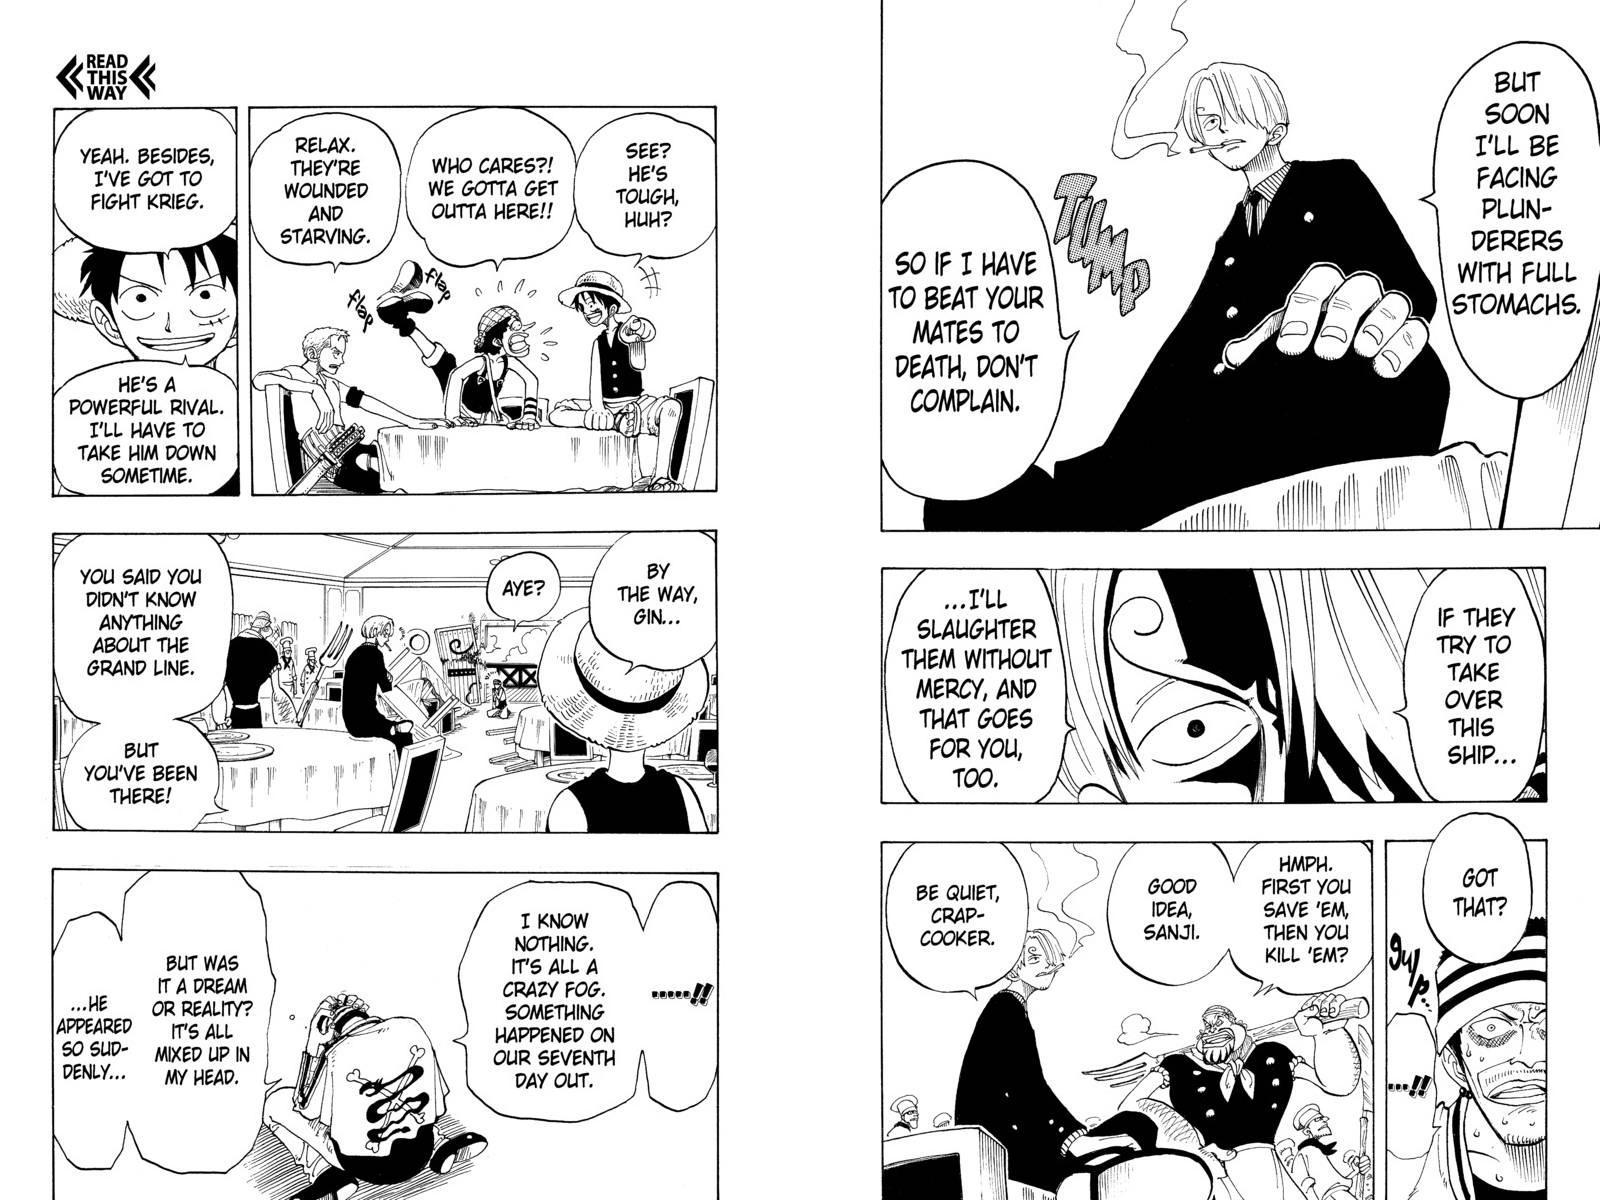 BUT
SOON
I'LL BE
FACING
PLUN-
DERERS
WITH FULL
STOMACHS.
TUMP
SO IF I HAVE
TO BEAT YOUR
MATES TO
DEATH, DON'T
COMPLAIN.
IF THEY
TRY TO
TAKE
OVER
THIS
SHIP...
...I'LL
SLAUGHTER
THEM WITHOUT
MERCY, AND
THAT GOES
FOR YOU,
TOO.
GOT
THAT?
gulp...
......!!
HMPH.
FIRST YOU
SAVE 'EM,
THEN YOU
KILL 'EM?
GOOD
IDEA,
SANJI.
BE QUIET,
CRAP-
COOKER.
READ
THIS
WAY
SEE?
HE'S
TOUGH,
HUH?
WHO CARES?!
WE GOTTA GET
OUTTA HERE!!
flap
flap
RELAX.
THEY'RE
WOUNDED
AND
STARVING.
YEAH. BESIDES,
I'VE GOT TO
FIGHT KRIEG.
HE'S A
POWERFUL RIVAL.
I'LL HAVE TO
TAKE HIM DOWN
SOMETIME.
BY
THE WAY,
GIN...
AYE?
YOU SAID YOU
DIDN'T KNOW
ANYTHING
ABOUT THE
GRAND LINE.
BUT
YOU'VE BEEN
THERE!
......!!
I KNOW
NOTHING.
IT'S ALL A
CRAZY FOG.
SOMETHING
HAPPENED ON
OUR SEVENTH
DAY OUT.
BUT WAS
IT A DREAM
OR REALITY?
IT'S ALL
MIXED UP IN
MY HEAD.
...HE
APPEARED
SO SUD-
DENLY...